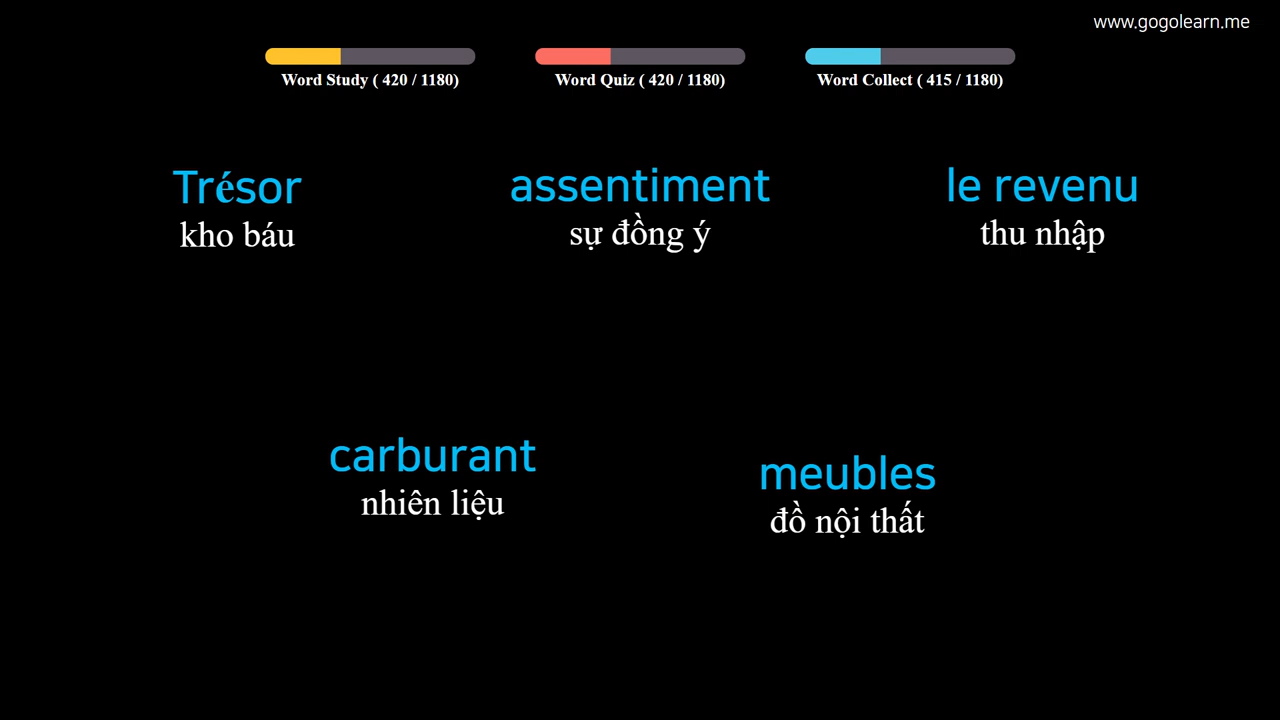 www.gogolearn.me
Word Study ( 420 / 1180)
Word Quiz ( 420 / 1180)
Word Collect ( 415 / 1180)
Trésor
kho báu
assentiment
sự đồng ý
le revenu
thu nhập
carburant
nhiên liệu
meubles
đồ nội thất